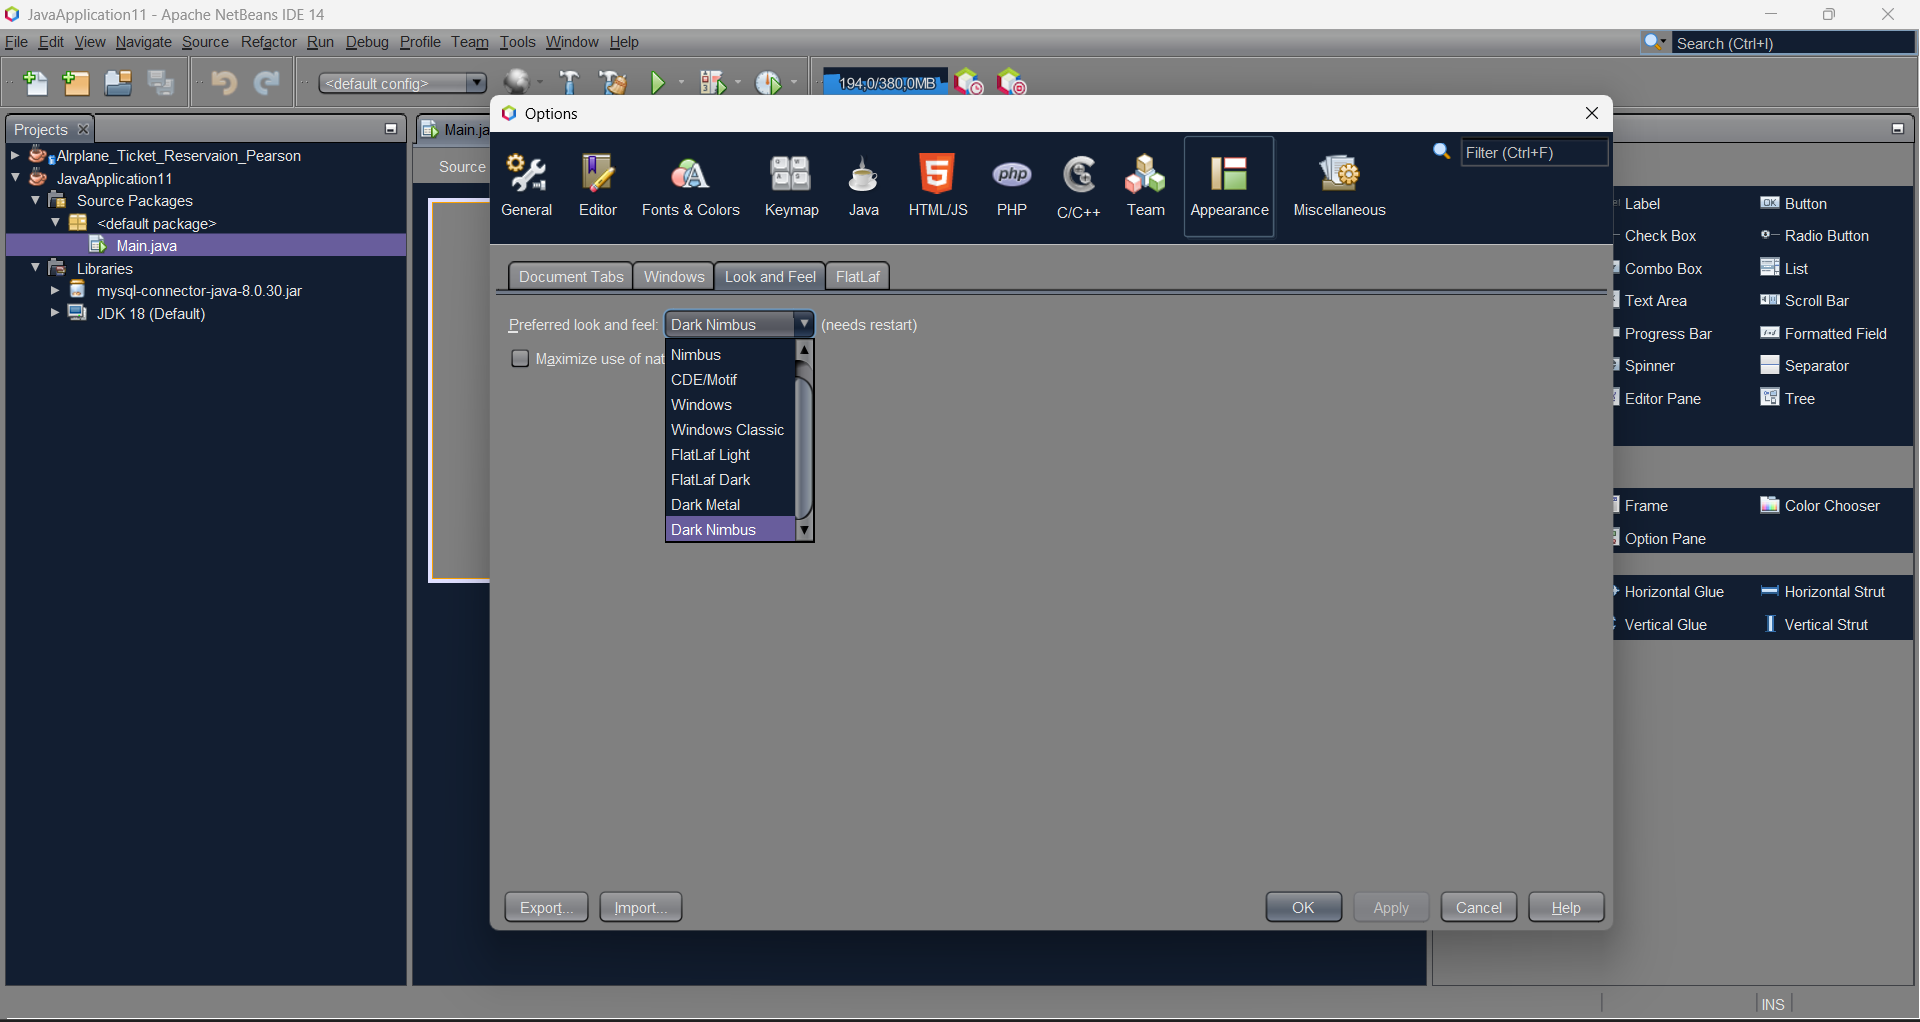 JavaApplication11 - Apache NetBeans IDE 14
File Edit View Navigate Source Refactor Run Debug Profile Team Tools Window Help
Search (Ctrl+I)
<default config>
194,0/380,0MB
Projects
AIrplane_Ticket_Reservaion_Pearson
JavaApplication11
Source Packages
<default package>
Main.java
Libraries
mysql-connector-java-8.0.30.jar
JDK 18 (Default)
Main.ja
Source
Options
General Editor Fonts & Colors Keymap Java HTML/JS PHP C/C++ Team Appearance Miscellaneous
Filter (Ctrl+F)
Document Tabs Windows Look and Feel FlatLaf
Preferred look and feel: Dark Nimbus (needs restart)
Maximize use of nat
Nimbus
CDE/Motif
Windows
Windows Classic
FlatLaf Light
FlatLaf Dark
Dark Metal
Dark Nimbus
Export... Import... OK Apply Cancel Help
Label Button
Check Box Radio Button
Combo Box List
Text Area Scroll Bar
Progress Bar Formatted Field
Spinner Separator
Editor Pane Tree
Frame Color Chooser
Option Pane
Horizontal Glue Horizontal Strut
Vertical Glue Vertical Strut
INS